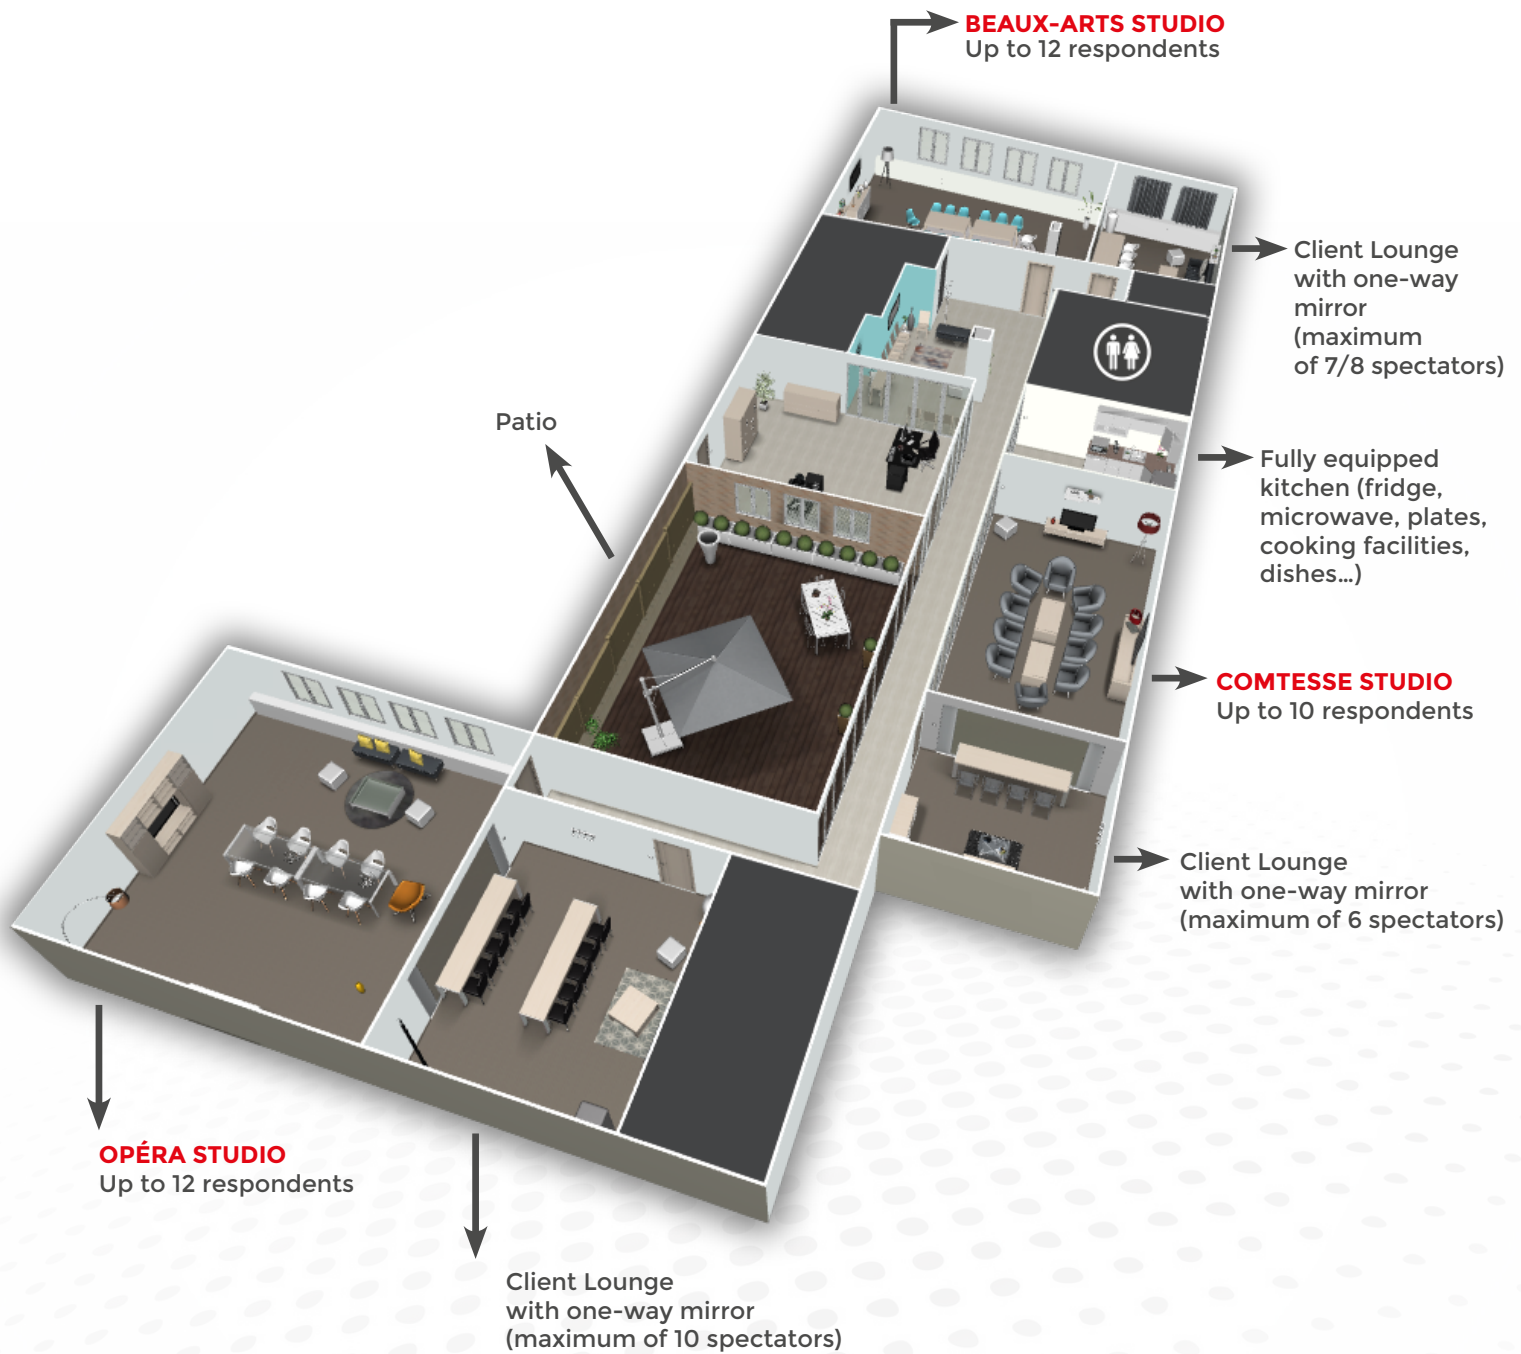 BEAUX-ARTS STUDIO
Up to 12 respondents
Client Lounge
with one-way
mirror
(maximum
of 7/8 spectators)
Patio
Fully equipped
kitchen (fridge,
microwave, plates,
cooking facilities,
dishes...)
COMTESSE STUDIO
Up to 10 respondents
Client Lounge
with one-way mirror
(maximum of 6 spectators)
OPÉRA STUDIO
Up to 12 respondents
Client Lounge
with one-way mirror
(maximum of 10 spectators)